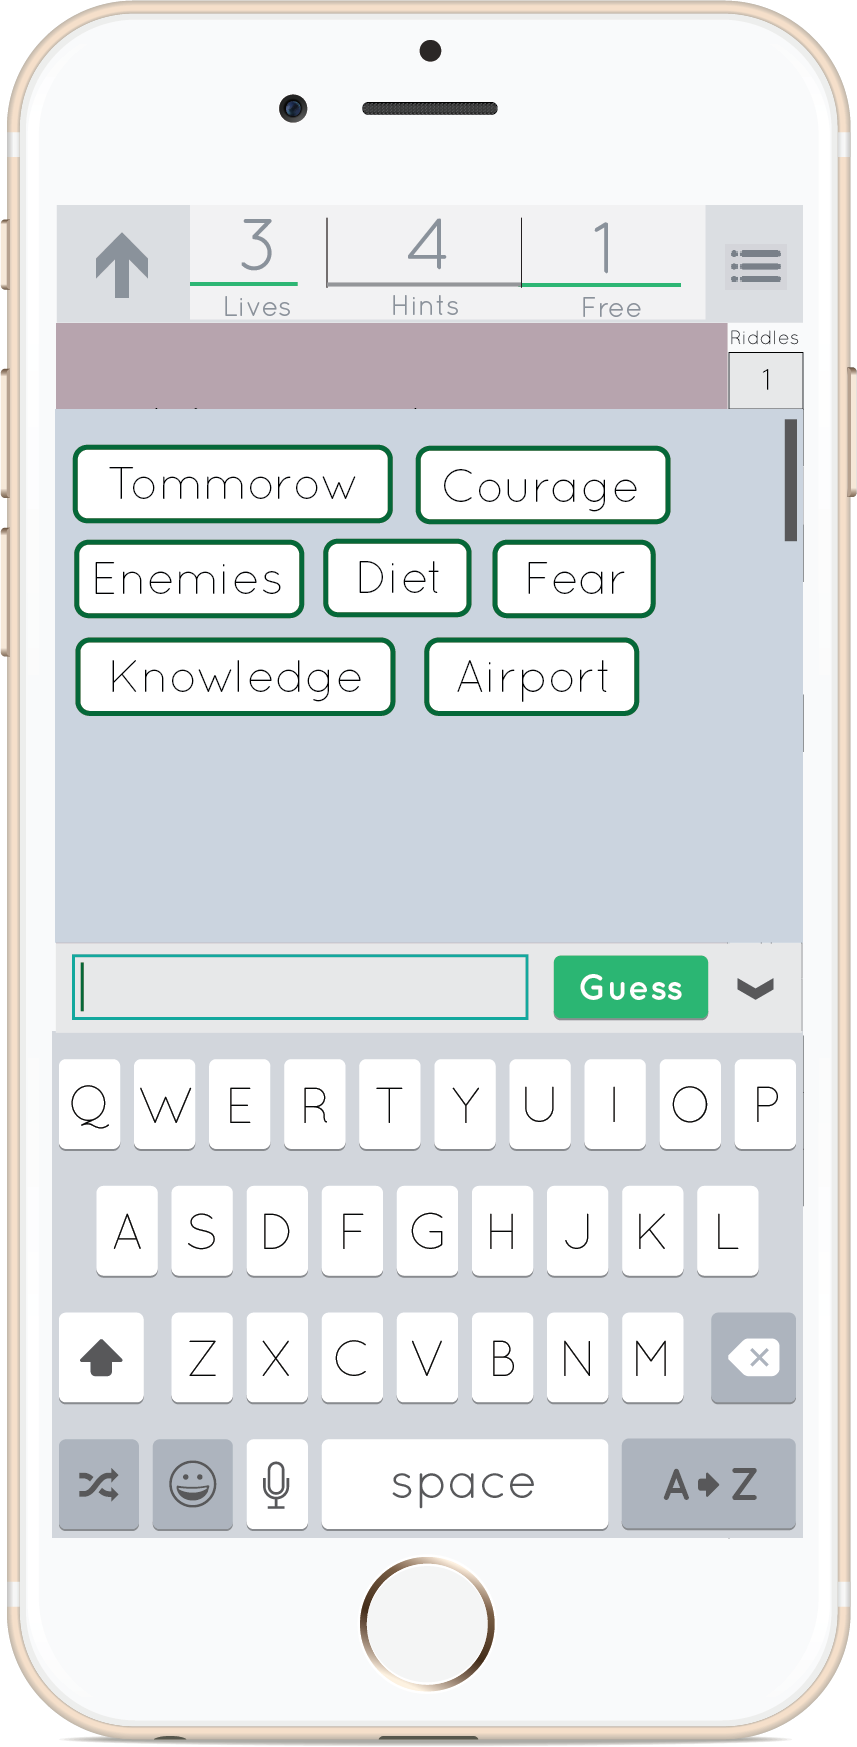 3 4 1
Lives Hints Free
Riddles
1
Tommorow Courage
Enemies Diet Fear
Knowledge Airport
Guess
Q W E R T Y U I O P
A S D F G H J K L
Z X C V B N M
space A Z